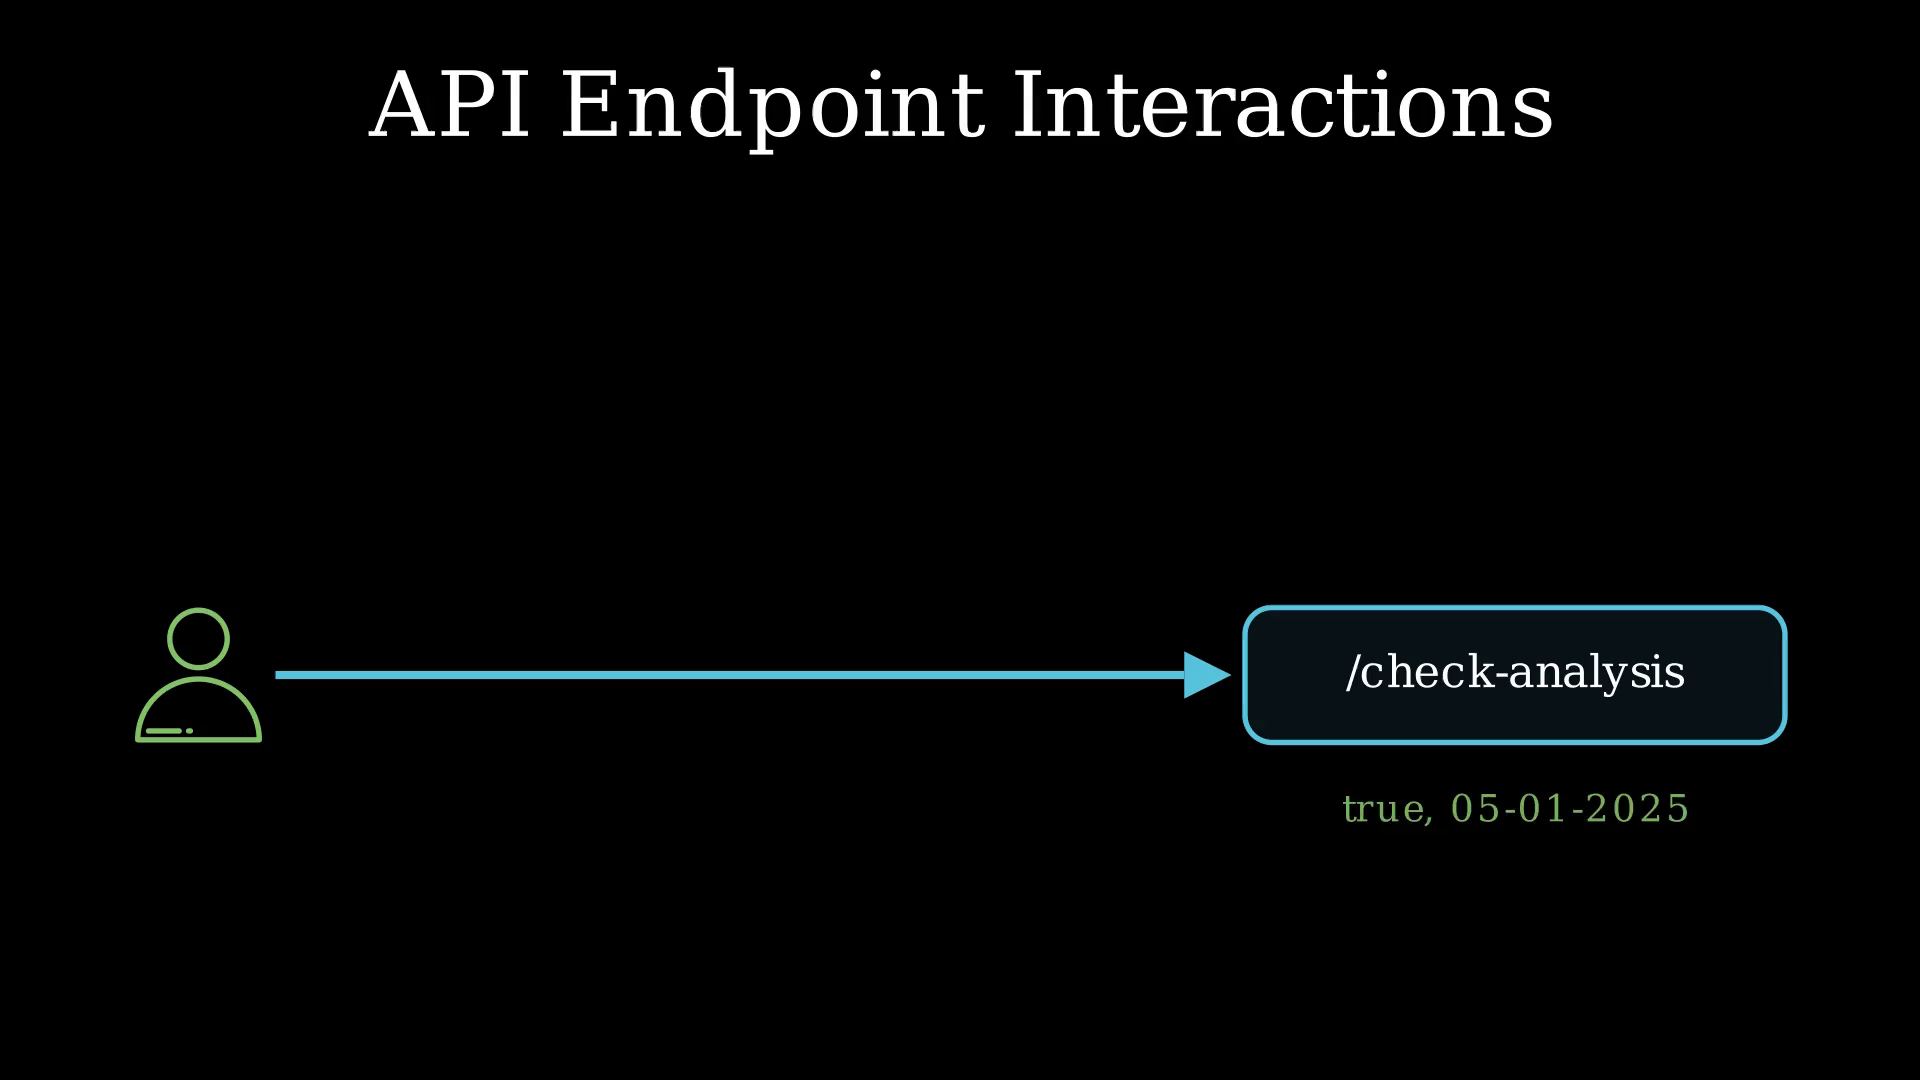 API Endpoint Interactions
/check-analysis
true, 05-01-2025